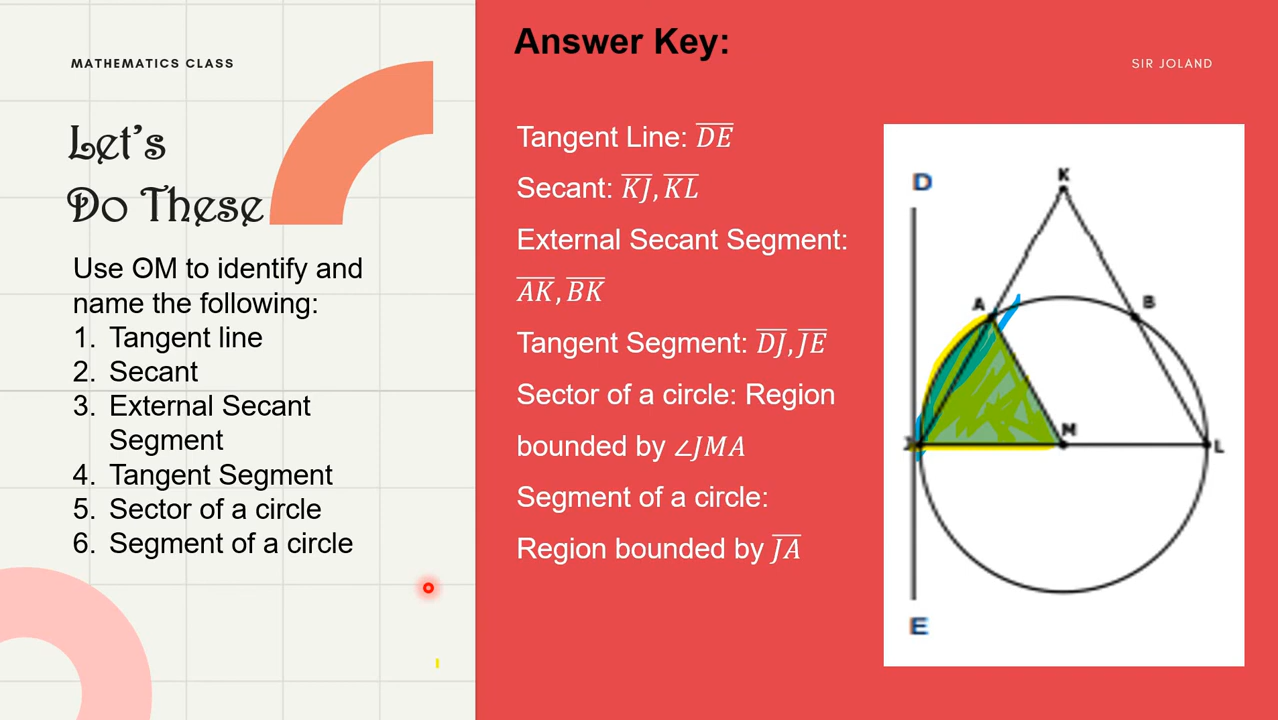 MATHEMATICS CLASS
Let's
Do These
Use ʘM to identify and
name the following:
1. Tangent line
2. Secant
3. External Secant
Segment
4. Tangent Segment
5. Sector of a circle
6. Segment of a circle
Answer Key:
SIR JOLAND
Tangent Line: D̅E̅
Secant: K̅J̅, K̅L̅
External Secant Segment:
A̅K̅, B̅K̅
Tangent Segment: D̅J̅, J̅E̅
Sector of a circle: Region
bounded by ∠JMA
Segment of a circle:
Region bounded by J̅A̅
K
D
A
B
J
M
L
E